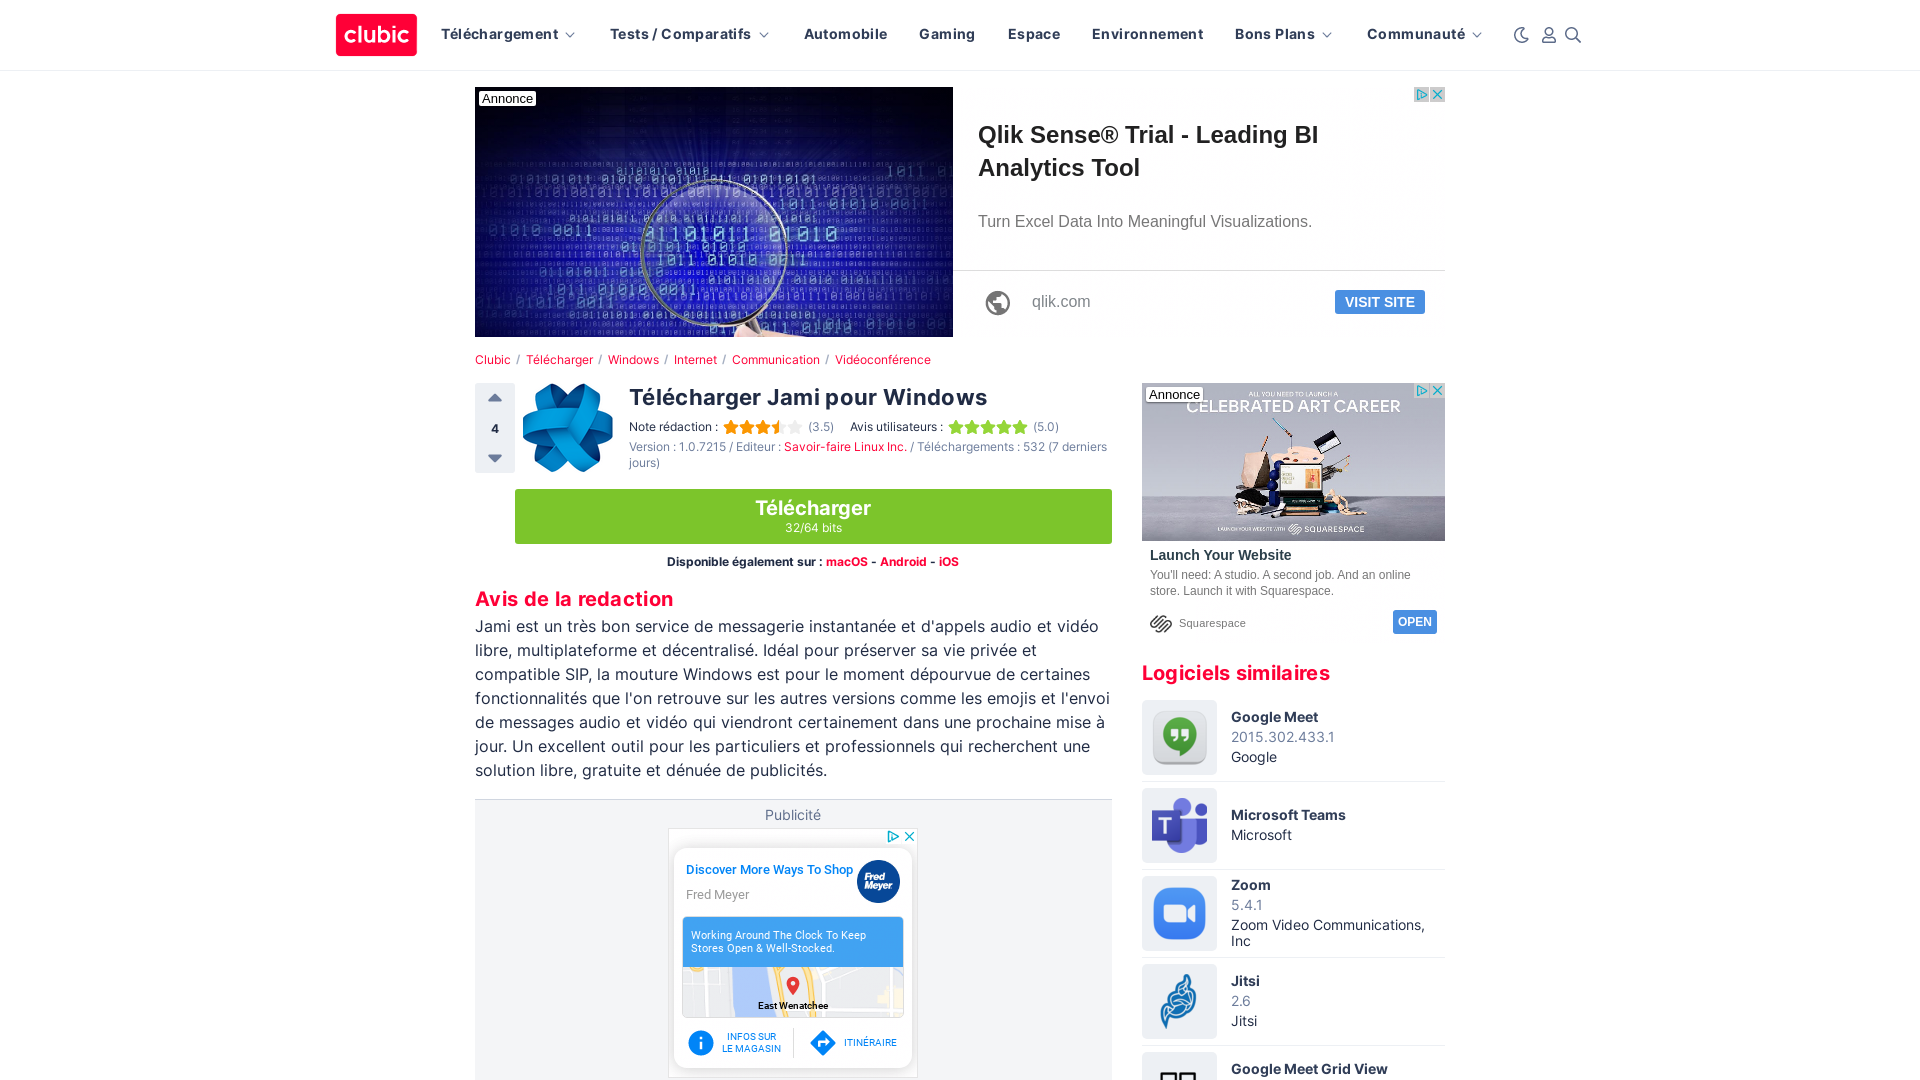 clubic
Téléchargement
Tests / Comparatifs
Automobile
Gaming
Espace
Environnement
Bons Plans
Communauté
Annonce
Qlik Sense® Trial - Leading BI
Analytics Tool
Turn Excel Data Into Meaningful Visualizations.
qlik.com
VISIT SITE
Clubic / Télécharger / Windows / Internet / Communication / Vidéoconférence
4
Télécharger Jami pour Windows
Note rédaction : (3.5) Avis utilisateurs : (5.0)
Version : 1.0.7215 / Editeur : Savoir-faire Linux Inc. / Téléchargements : 532 (7 derniers
jours)
Télécharger
32/64 bits
Disponible également sur : macOS - Android - iOS
Avis de la redaction
Jami est un très bon service de messagerie instantanée et d'appels audio et vidéo
libre, multiplateforme et décentralisé. Idéal pour préserver sa vie privée et
compatible SIP, la mouture Windows est pour le moment dépourvue de certaines
fonctionnalités que l'on retrouve sur les autres versions comme les emojis et l'envoi
de messages audio et vidéo qui viendront certainement dans une prochaine mise à
jour. Un excellent outil pour les particuliers et professionnels qui recherchent une
solution libre, gratuite et dénuée de publicités.
Publicité
Discover More Ways To Shop
Fred Meyer
Fred
Meyer
Working Around The Clock To Keep
Stores Open & Well-Stocked.
East Wenatchee
INFOS SUR
LE MAGASIN
ITINÉRAIRE
Annonce
ALL YOU NEED TO LAUNCH A
CELEBRATED ART CAREER
LAUNCH YOUR WEBSITE WITH SQUARESPACE
Launch Your Website
You'll need: A studio. A second job. And an online
store. Launch it with Squarespace.
Squarespace
OPEN
Logiciels similaires
Google Meet
2015.302.433.1
Google
T
Microsoft Teams
Microsoft
Zoom
5.4.1
Zoom Video Communications,
Inc
Jitsi
2.6
Jitsi
Google Meet Grid View